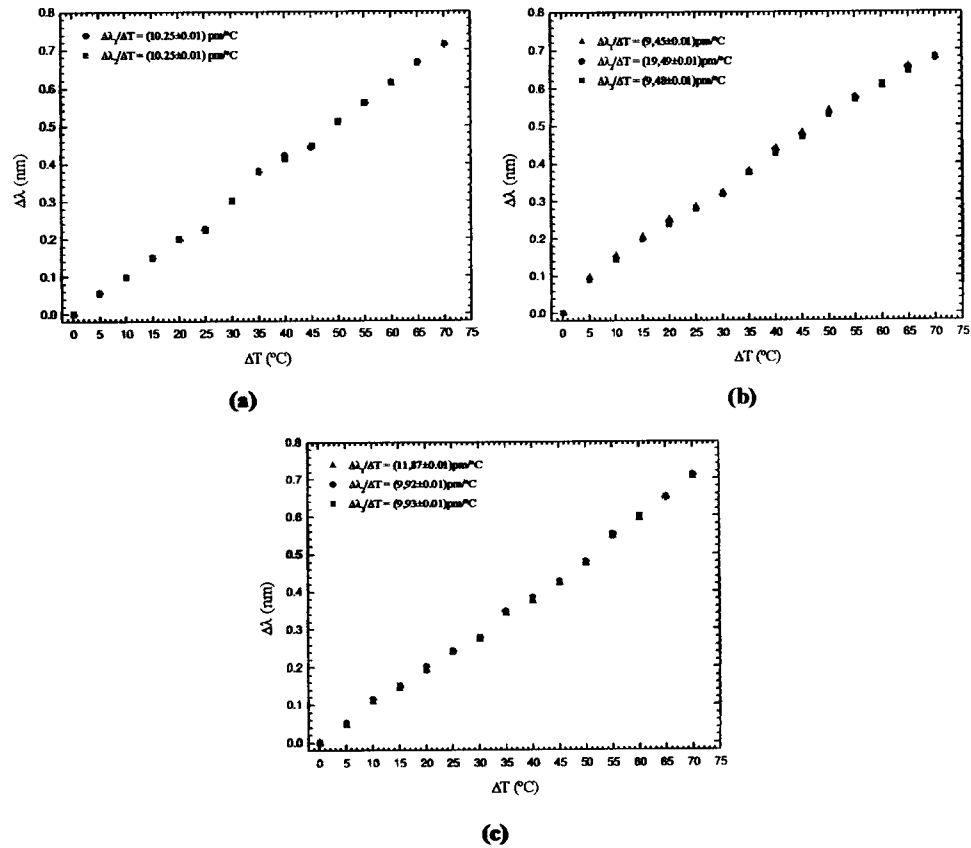 Δλ₁/ΔT = (10.25±0.01) pm/°C
Δλ₂/ΔT = (10.25±0.01) pm/°C
0.8
0.7
0.6
0.5
0.4
0.3
0.2
0.1
0.0
Δλ (nm)
0 5 10 15 20 25 30 35 40 45 50 55 60 65 70 75
ΔT (°C)
(a)
Δλ₁/ΔT = (9,45±0.01)pm/°C
Δλ₂/ΔT = (19,49±0.01)pm/°C
Δλ₃/ΔT = (9,48±0.01)pm/°C
0.8
0.7
0.6
0.5
0.4
0.3
0.2
0.1
0.0
Δλ (nm)
0 5 10 15 20 25 30 35 40 45 50 55 60 65 70 75
ΔT (°C)
(b)
Δλ₁/ΔT = (11,87±0.01)pm/°C
Δλ₂/ΔT = (9,92±0.01)pm/°C
Δλ₃/ΔT = (9,93±0.01)pm/°C
0.8
0.7
0.6
0.5
0.4
0.3
0.2
0.1
0.0
Δλ (nm)
0 5 10 15 20 25 30 35 40 45 50 55 60 65 70 75
ΔT (°C)
(c)